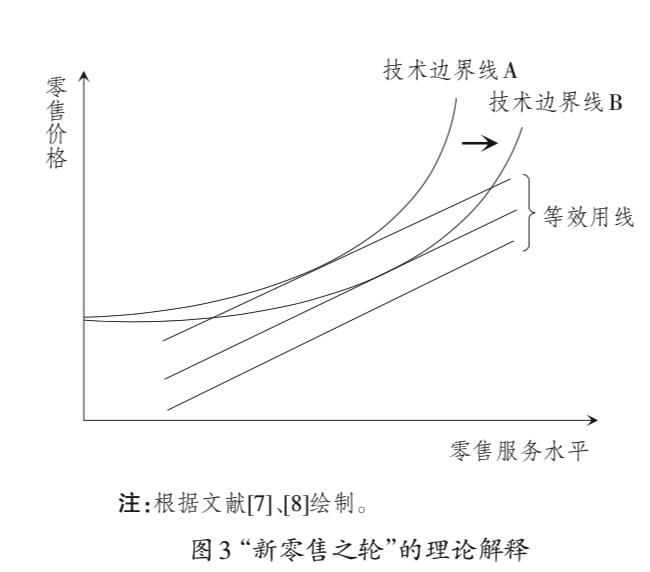 技术边界线A
技术边界线B
零售价格
等效用线
零售服务水平
注:根据文献[7]、[8]绘制。
图3 “新零售之轮”的理论解释